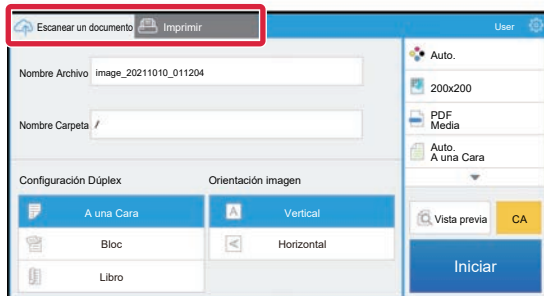 Escanear un documento Imprimir User
Nombre Archivo image_20211010_011204
Nombre Carpeta /
Configuración Dúplex Orientación imagen
A una Cara A Vertical
Bloc Horizontal
Libro
Auto.
200x200
PDF
Media
Auto.
A una Cara
Vista previa CA
Iniciar